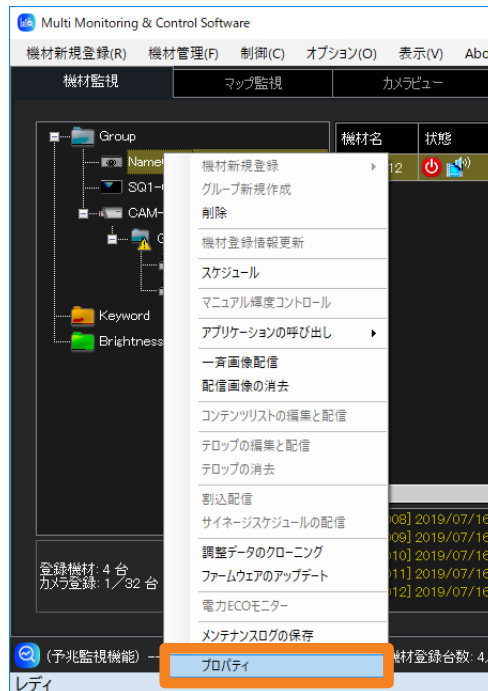 Multi Monitoring & Control Software
機材新規登録(R) 機材管理(F) 制御(C) オプション(O) 表示(V) Abo
機材監視 マップ監視 カメラビュー
Group
機材名 状態
Name
12
SQ1-
CAM-
G
Keyword
Brightness
機材新規登録
グループ新規作成
削除
機材登録情報更新
スケジュール
マニュアル輝度コントロール
アプリケーションの呼び出し
一斉画像配信
配信画像の消去
コンテンツリストの編集と配信
テロップの編集と配信
テロップの消去
割込配信
サイネージスケジュールの配信
調整データのクローニング
ファームウェアのアップデート
電力ECOモニター
メンテナンスログの保存
プロパティ
008] 2019/07/16
009] 2019/07/16
010] 2019/07/16
011] 2019/07/16
012] 2019/07/16
登録機材: 4 台
カメラ登録: 1/32 台
(予兆監視機能) --
機材登録台数: 4/
レディ